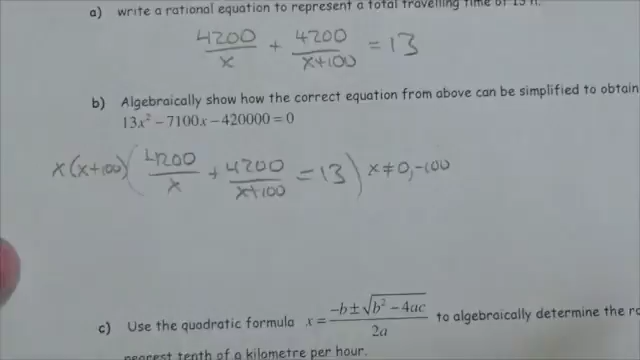 a) write a rational equation to represent a total travelling time of 13 h.
4200/x + 4200/(x+100) = 13
b) Algebraically show how the correct equation from above can be simplified to obtain
13x² − 7100x − 420000 = 0
x(x+100)(4200/x + 4200/(x+100) = 13) x≠0,-100
c) Use the quadratic formula x = (−b ± √(b² − 4ac))/2a to algebraically determine the
nearest tenth of a kilometre per hour.